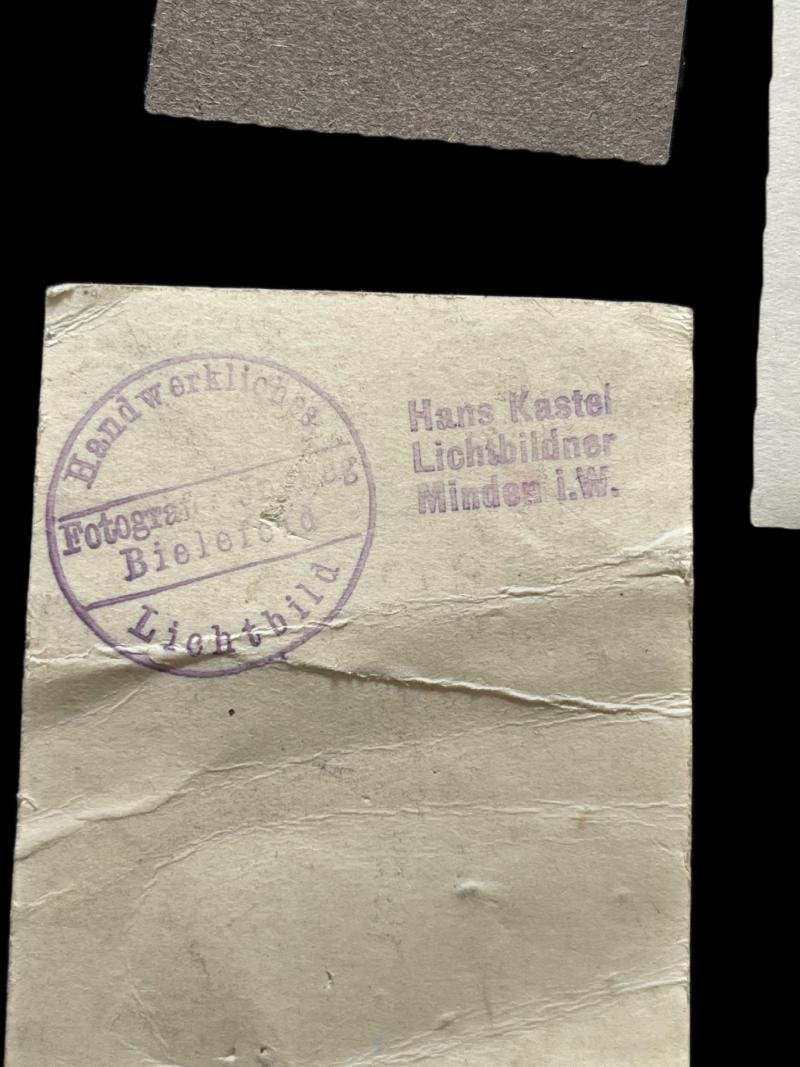 Handwerkliches
Bielefeld
Lichtbild
Hans Kastel
Lichtbildner
Minden i.W.